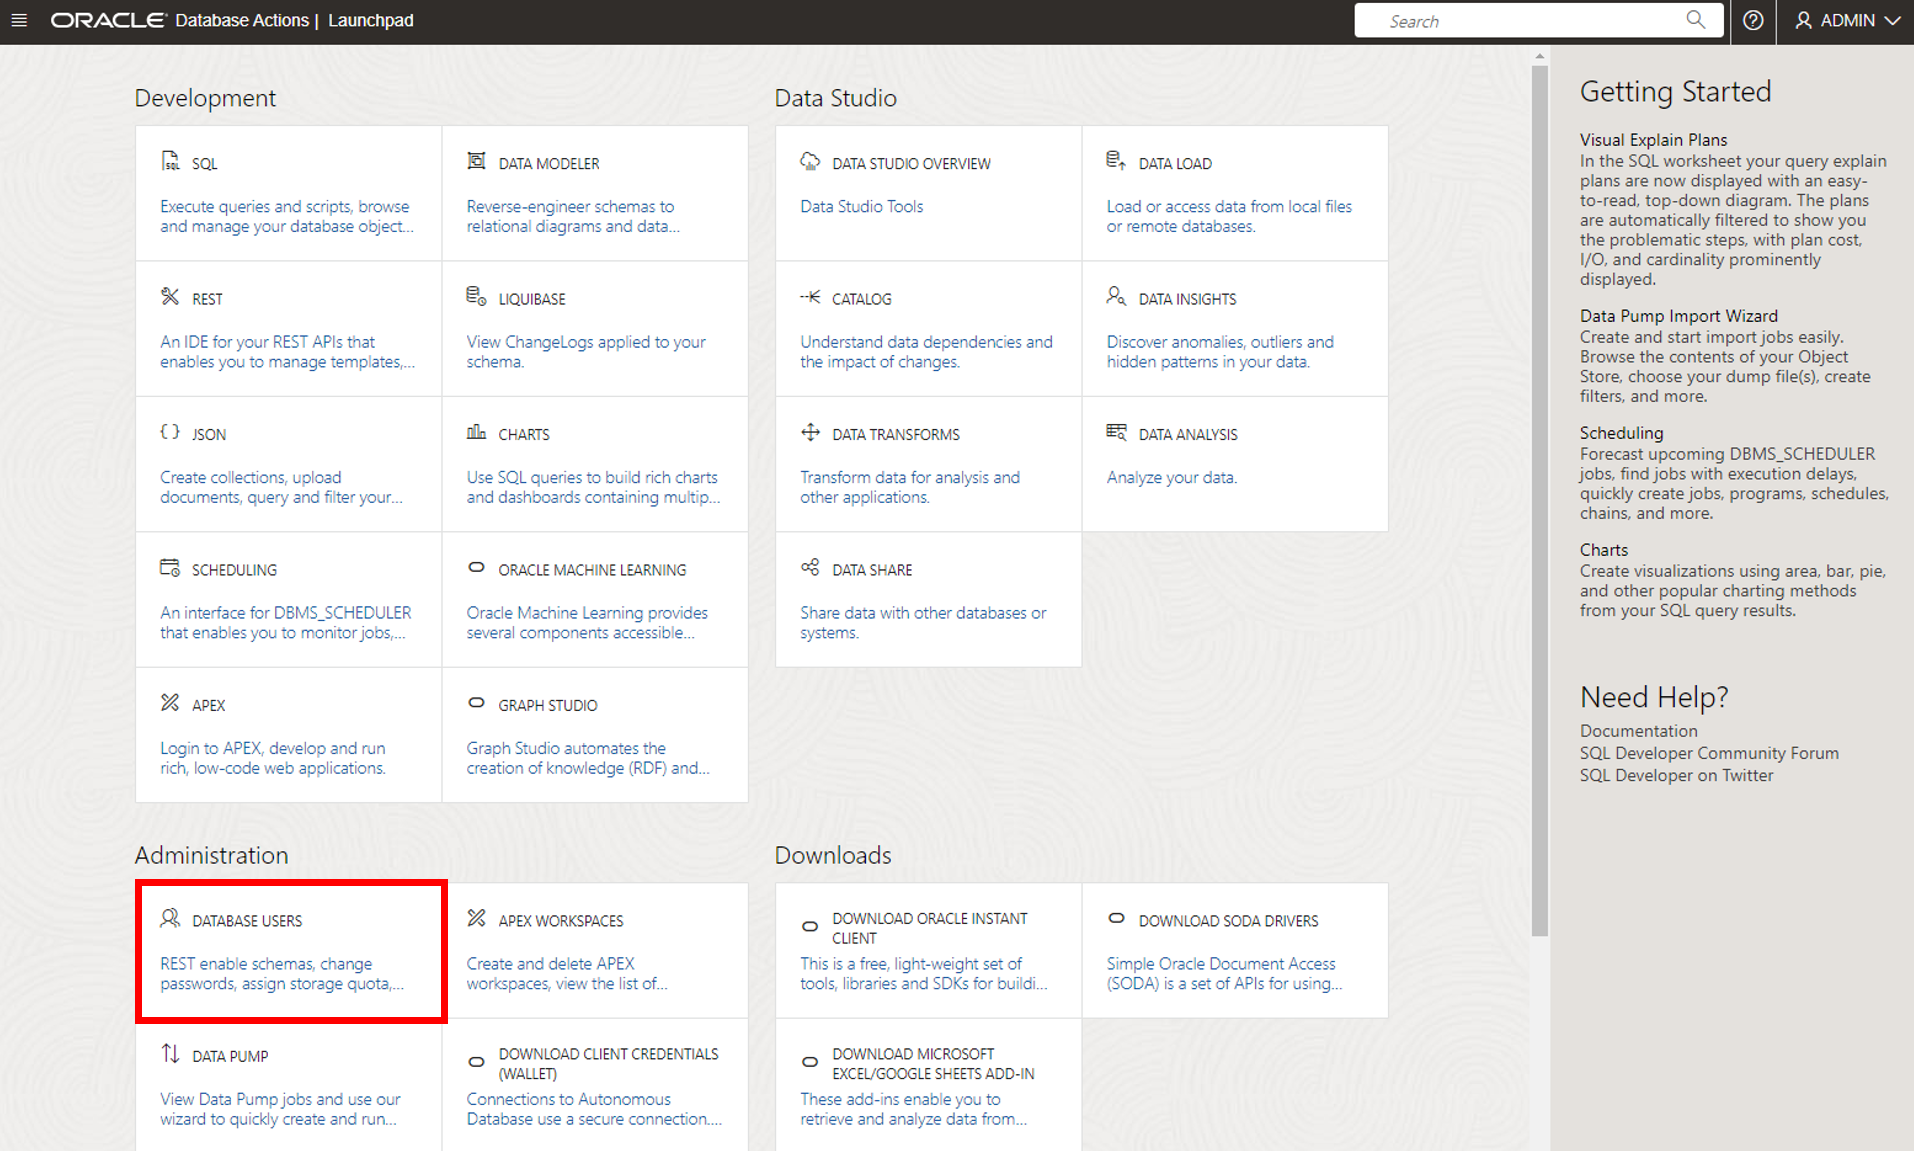 ORACLE Database Actions | Launchpad
Search
ADMIN
Development
SQL
Execute queries and scripts, browse
and manage your database object...
DATA MODELER
Reverse-engineer schemas to
relational diagrams and data...
REST
An IDE for your REST APIs that
enables you to manage templates,...
LIQUIBASE
View ChangeLogs applied to your
schema.
{ } JSON
Create collections, upload
documents, query and filter your...
CHARTS
Use SQL queries to build rich charts
and dashboards containing multip...
SCHEDULING
An interface for DBMS_SCHEDULER
that enables you to monitor jobs,...
ORACLE MACHINE LEARNING
Oracle Machine Learning provides
several components accessible...
APEX
Login to APEX, develop and run
rich, low-code web applications.
GRAPH STUDIO
Graph Studio automates the
creation of knowledge (RDF) and...
Data Studio
DATA STUDIO OVERVIEW
Data Studio Tools
DATA LOAD
Load or access data from local files
or remote databases.
CATALOG
Understand data dependencies and
the impact of changes.
DATA INSIGHTS
Discover anomalies, outliers and
hidden patterns in your data.
DATA TRANSFORMS
Transform data for analysis and
other applications.
DATA ANALYSIS
Analyze your data.
DATA SHARE
Share data with other databases or
systems.
Administration
DATABASE USERS
REST enable schemas, change
passwords, assign storage quota,...
APEX WORKSPACES
Create and delete APEX
workspaces, view the list of...
DATA PUMP
View Data Pump jobs and use our
wizard to quickly create and run...
DOWNLOAD CLIENT CREDENTIALS
(WALLET)
Connections to Autonomous
Database use a secure connection....
Downloads
DOWNLOAD ORACLE INSTANT
CLIENT
This is a free, light-weight set of
tools, libraries and SDKs for buildi...
DOWNLOAD SODA DRIVERS
Simple Oracle Document Access
(SODA) is a set of APIs for using...
DOWNLOAD MICROSOFT
EXCEL/GOOGLE SHEETS ADD-IN
These add-ins enable you to
retrieve and analyze data from...
Getting Started
Visual Explain Plans
In the SQL worksheet your query explain
plans are now displayed with an easy-
to-read, top-down diagram. The plans
are automatically filtered to show you
the problematic steps, with plan cost,
I/O, and cardinality prominently
displayed.
Data Pump Import Wizard
Create and start import jobs easily.
Browse the contents of your Object
Store, choose your dump file(s), create
filters, and more.
Scheduling
Forecast upcoming DBMS_SCHEDULER
jobs, find jobs with execution delays,
quickly create jobs, programs, schedules,
chains, and more.
Charts
Create visualizations using area, bar, pie,
and other popular charting methods
from your SQL query results.
Need Help?
Documentation
SQL Developer Community Forum
SQL Developer on Twitter